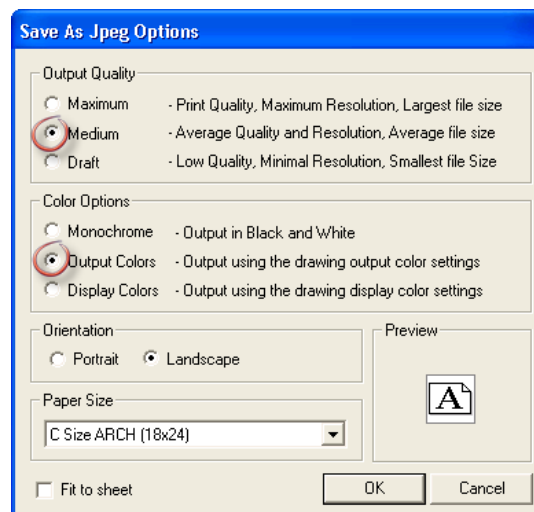 Save As Jpeg Options
Output Quality
Maximum - Print Quality, Maximum Resolution, Largest file size
Medium - Average Quality and Resolution, Average file size
Draft - Low Quality, Minimal Resolution, Smallest file Size
Color Options
Monochrome - Output in Black and White
Output Colors - Output using the drawing output color settings
Display Colors - Output using the drawing display color settings
Orientation
Portrait Landscape
Preview
A
Paper Size
C Size ARCH (18x24)
Fit to sheet
OK Cancel